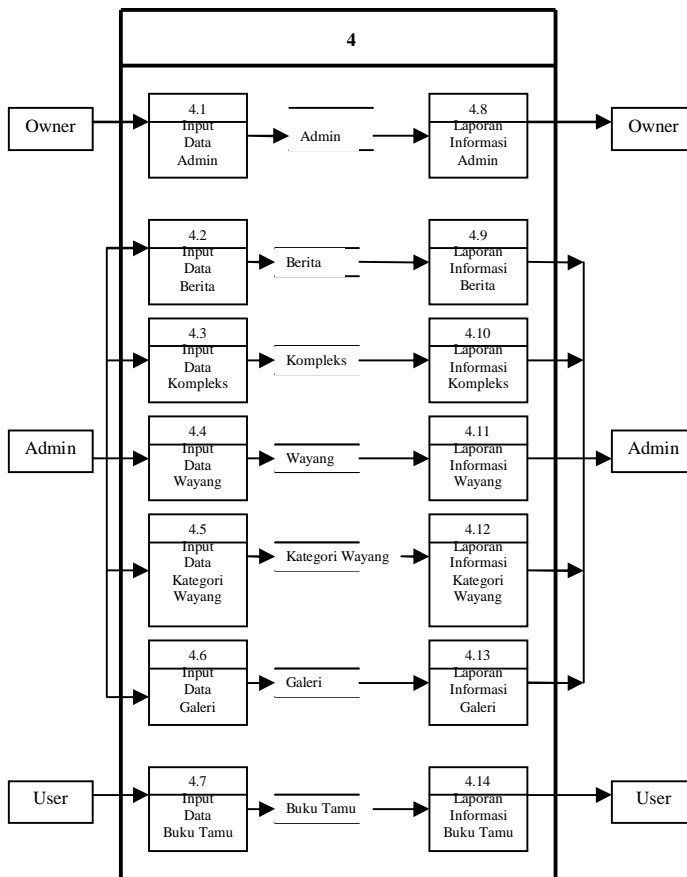 4
Owner
4.1
Input
Data
Admin
Admin
4.8
Laporan
Informasi
Admin
Owner
4.2
Input
Data
Berita
Berita
4.9
Laporan
Informasi
Berita
4.3
Input
Data
Kompleks
Kompleks
4.10
Laporan
Informasi
Kompleks
Admin
4.4
Input
Data
Wayang
Wayang
4.11
Laporan
Informasi
Wayang
Admin
4.5
Input
Data
Kategori
Wayang
Kategori Wayang
4.12
Laporan
Informasi
Kategori
Wayang
4.6
Input
Data
Galeri
Galeri
4.13
Laporan
Informasi
Galeri
User
4.7
Input
Data
Buku Tamu
Buku Tamu
4.14
Laporan
Informasi
Buku Tamu
User